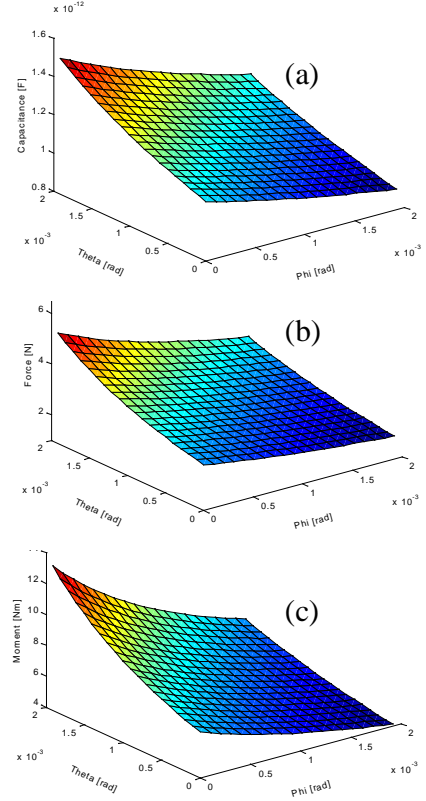 x 10⁻¹²
1.6
(a)
1.4
1.2
1
0.8
Capacitance [F]
2
1.5
1
0.5
0
x 10⁻³
Theta [rad]
0
0.5
1
1.5
2
x 10⁻³
Phi [rad]
6
(b)
4
2
Force [N]
2
1.5
1
0.5
0
x 10⁻³
Theta [rad]
0
0.5
1
1.5
2
x 10⁻³
Phi [rad]
12
(c)
10
8
6
4
Moment [Nm]
2
1.5
1
0.5
0
x 10⁻³
Theta [rad]
0
0.5
1
1.5
2
x 10⁻³
Phi [rad]